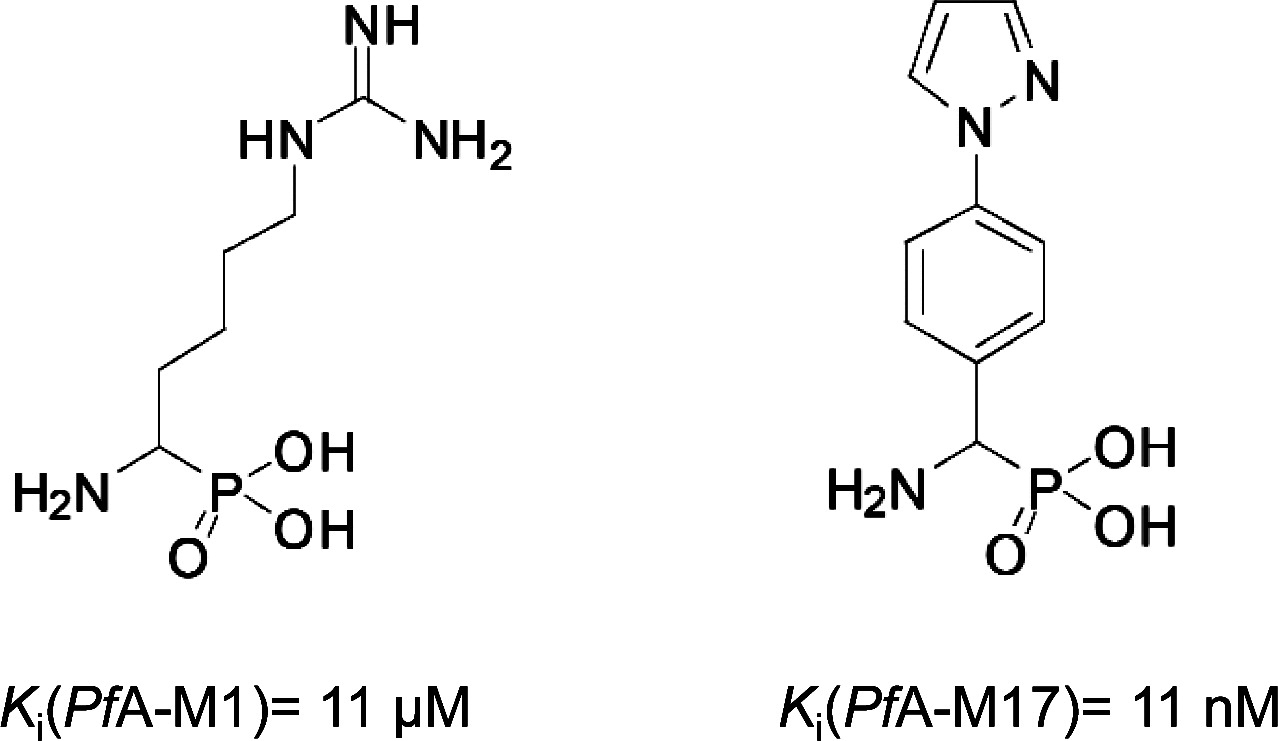 NH
HN
NH₂
N
N
H₂N
P
OH
OH
O
H₂N
P
OH
OH
O
Kᵢ(PfA-M1)= 11 µM
Kᵢ(PfA-M17)= 11 nM